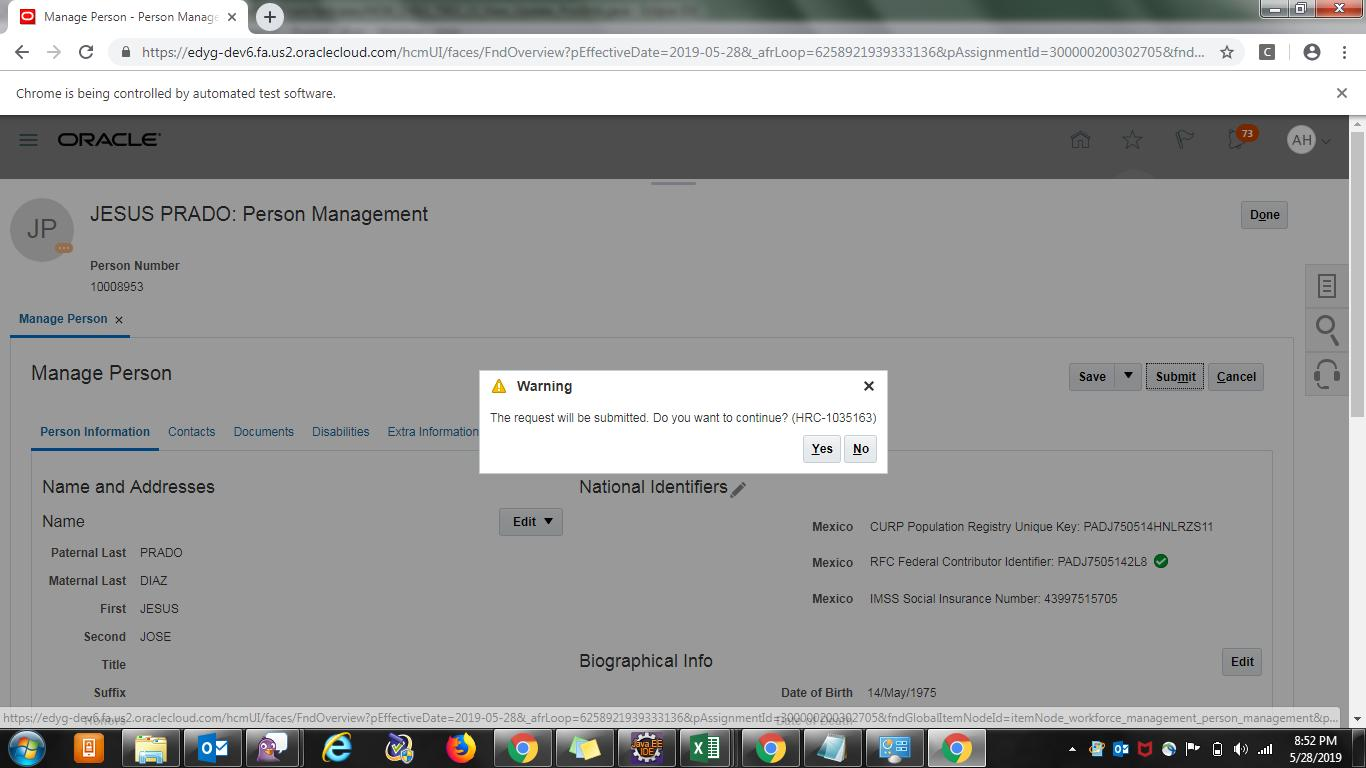 Manage Person - Person Manage
https://edyg-dev6.fa.us2.oraclecloud.com/hcmUI/faces/FndOverview?pEffectiveDate=2019-05-28&_afrLoop=6258921939333136&pAssignmentId=300000200302705&fnd...
C
Chrome is being controlled by automated test software.
ORACLE
73
AH
JP
JESUS PRADO: Person Management
Done
Person Number
10008953
Manage Person
Manage Person
Save
Submit
Cancel
Warning
The request will be submitted. Do you want to continue? (HRC-1035163)
Yes
No
Person Information
Contacts
Documents
Disabilities
Extra Information
Name and Addresses
National Identifiers
Name
Edit
Mexico CURP Population Registry Unique Key: PADJ750514HNLRZS11
Paternal Last PRADO
Mexico RFC Federal Contributor Identifier: PADJ7505142L8
Maternal Last DIAZ
Mexico IMSS Social Insurance Number: 43997515705
First JESUS
Second JOSE
Title
Biographical Info
Edit
Suffix
Date of Birth 14/May/1975
Honors
Date of Death
https://edyg-dev6.fa.us2.oraclecloud.com/hcmUI/faces/FndOverview?pEffectiveDate=2019-05-28&_afrLoop=6258921939333136&pAssignmentId=300000200302705&fndGlobalItemNodeId=itemNode_workforce_management_person_management&p...
Java EE
IDE
8:52 PM
5/28/2019